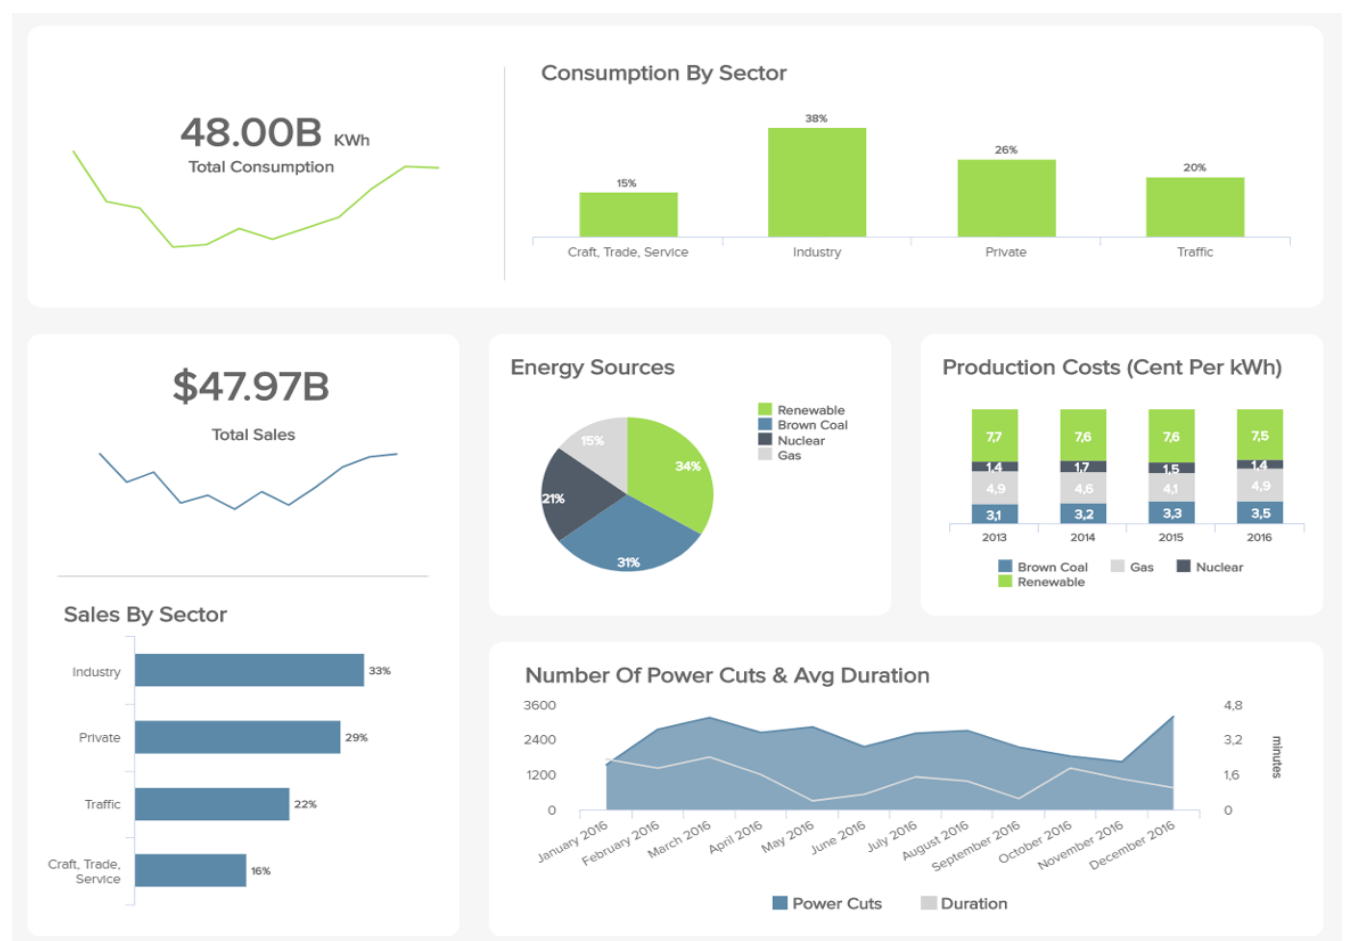 48.00B KWh
Total Consumption
Consumption By Sector
15%
38%
26%
20%
Craft, Trade, Service
Industry
Private
Traffic
$47.97B
Total Sales
Sales By Sector
Industry
33%
Private
29%
Traffic
22%
Craft, Trade,
Service
16%
Energy Sources
15%
34%
21%
31%
Renewable
Brown Coal
Nuclear
Gas
Production Costs (Cent Per kWh)
7,7
7,6
7,6
7,5
1,4
1,7
1,5
1,4
4,9
4,6
4,1
4,9
3,1
3,2
3,3
3,5
2013
2014
2015
2016
Brown Coal
Gas
Nuclear
Renewable
Number Of Power Cuts & Avg Duration
3600
2400
1200
0
4,8
3,2
1,6
0
minutes
January 2016
February 2016
March 2016
April 2016
May 2016
June 2016
July 2016
August 2016
September 2016
October 2016
November 2016
December 2016
Power Cuts
Duration